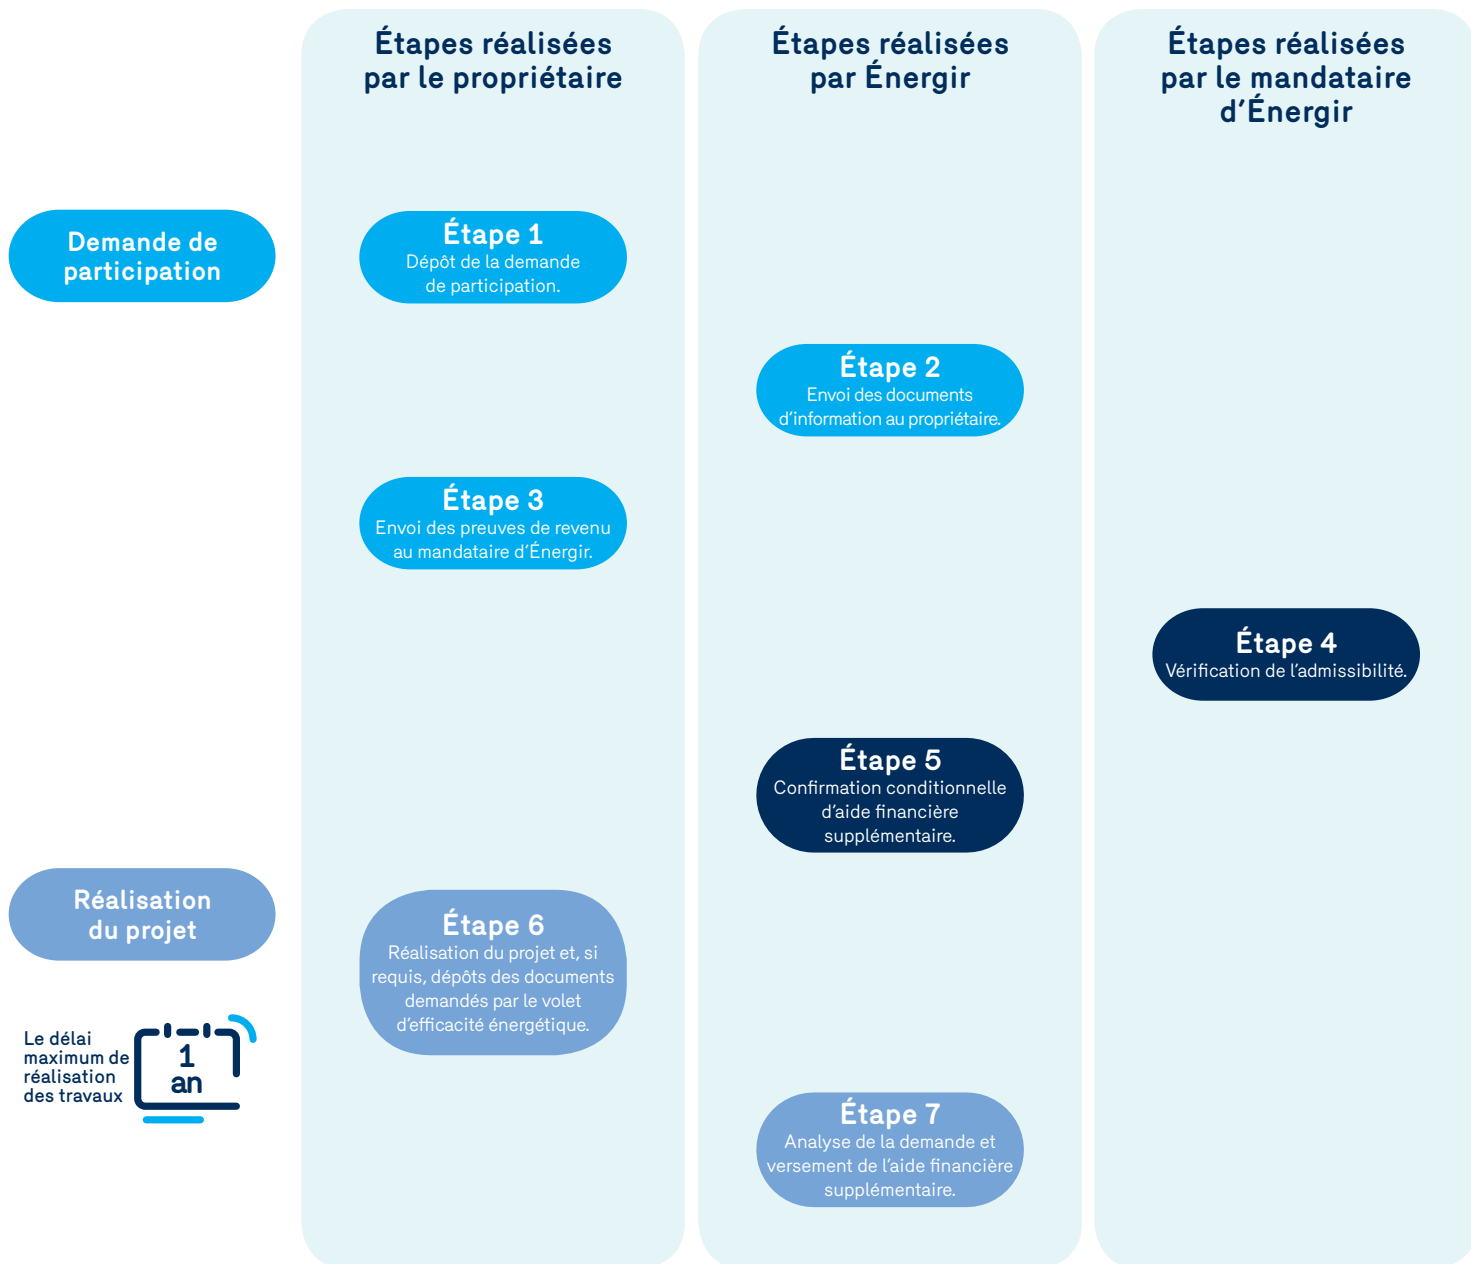 Étapes réalisées
par le propriétaire
Étapes réalisées
par Énergir
Étapes réalisées
par le mandataire
d’Énergir
Demande de
participation
Étape 1
Dépôt de la demande
de participation.
Étape 2
Envoi des documents
d’information au propriétaire.
Étape 3
Envoi des preuves de revenu
au mandataire d’Énergir.
Étape 4
Vérification de l’admissibilité.
Étape 5
Confirmation conditionnelle
d’aide financière
supplémentaire.
Réalisation
du projet
Étape 6
Réalisation du projet et, si
requis, dépôts des documents
demandés par le volet
d’efficacité énergétique.
Le délai
maximum de
réalisation
des travaux
1
an
Étape 7
Analyse de la demande et
versement de l’aide financière
supplémentaire.